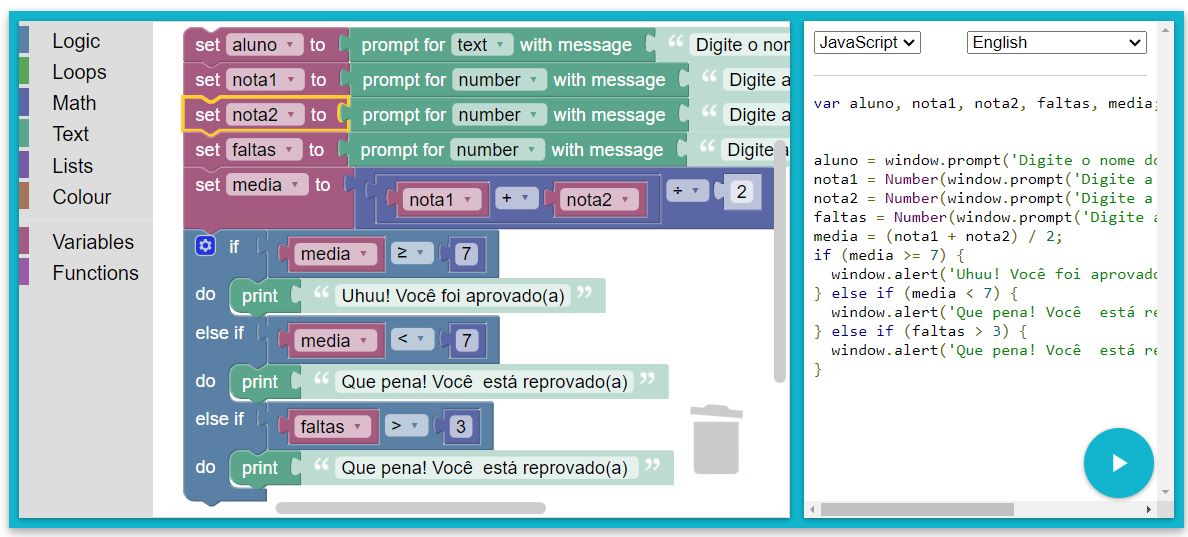 Logic
Loops
Math
Text
Lists
Colour
Variables
Functions
set aluno to prompt for text with message “ Digite o nom
set nota1 to prompt for number with message “ Digite a
set nota2 to prompt for number with message “ Digite a
set faltas to prompt for number with message “ Digite a
set media to nota1 + nota2 ÷ 2
if media ≥ 7
do print “ Uhuu! Você foi aprovado(a) ”
else if media < 7
do print “ Que pena! Você  está reprovado(a) ”
else if faltas > 3
do print “ Que pena! Você  está reprovado(a) ”
JavaScript English
var aluno, nota1, nota2, faltas, media;
aluno = window.prompt('Digite o nome do
nota1 = Number(window.prompt('Digite a
nota2 = Number(window.prompt('Digite a
faltas = Number(window.prompt('Digite a
media = (nota1 + nota2) / 2;
if (media >= 7) {
  window.alert('Uhuu! Você foi aprovado
} else if (media < 7) {
  window.alert('Que pena! Você  está re
} else if (faltas > 3) {
  window.alert('Que pena! Você  está re
}